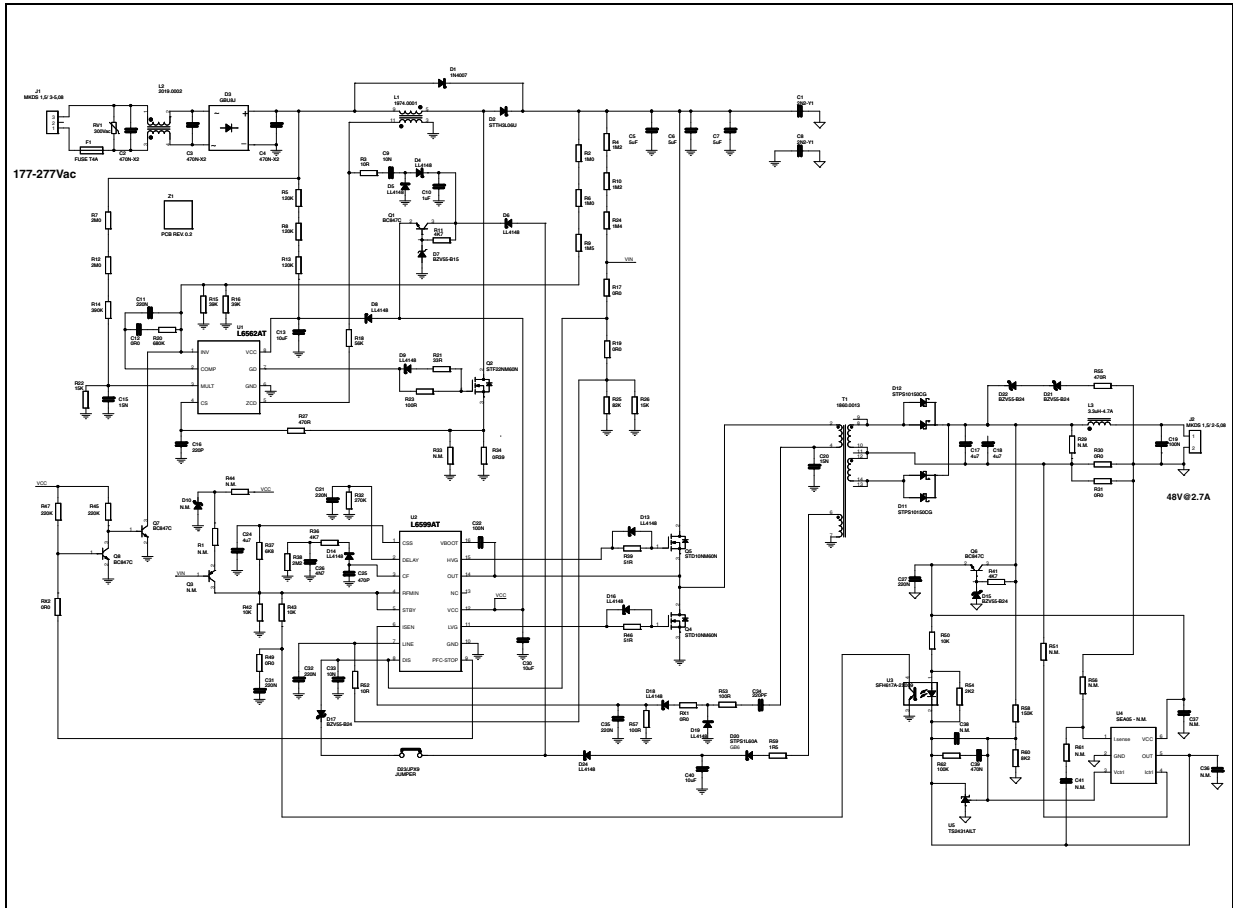 D1
1N4007
J1
MKDS 1,5/ 3-5,08
L2
2019.0002
D3
GBU8J
L1
1974.0001
D2
STTH3L06U
C1
2N2-Y1
C8
2N2-Y1
3
2
1
RV1
300Vac
F1
FUSE T4A
C2
470N-X2
C3
470N-X2
C4
470N-X2
C5
5uF
C6
5uF
C7
5uF
R4
1M2
R2
1M0
177-277Vac
Z1
PCB REV. 0.2
R3
10R
C9
10N
D4
LL4148
D5
LL4148
C10
1uF
R10
1M2
R6
1M0
R24
1M4
R9
1M5
R5
120K
R8
120K
R13
120K
R7
2M0
R12
2M0
R14
390K
Q1
BC847C
R11
4K7
D6
LL4148
D7
BZV55-B15
VIN
R17
0R0
R19
0R0
R25
82K
R26
15K
C11
220N
C12
0R0
R20
680K
R15
39K
R16
39K
D8
LL4148
C13
10uF
R18
56K
U1
L6562AT
INV
COMP
MULT
CS
VCC
GD
GND
ZCD
D9
LL4148
R21
33R
R23
100R
Q2
STF22NM60N
R22
15K
C15
15N
C16
220P
R27
470R
R33
N.M.
R34
0R39
D12
STPS10150CG
D11
STPS10150CG
T1
1860.0013
C20
15N
D22
BZV55-B24
D21
BZV55-B24
R55
470R
L3
3.3uH-4.7A
J2
MKDS 1,5/ 2-5,08
C17
4u7
C18
4u7
R29
N.M.
R30
0R0
R31
0R0
C19
100N
48V@2.7A
VCC
R47
220K
R45
220K
Q7
BC847C
Q8
BC847C
RX2
0R0
R44
N.M.
VCC
D10
N.M.
R1
N.M.
VIN
Q3
N.M.
C24
4u7
R37
6K8
R38
2M2
R36
4K7
D14
LL4148
C26
4N7
C25
470P
C21
220N
R32
270K
U2
L6599AT
CSS
DELAY
CF
RFMIN
STBY
ISEN
LINE
DIS
VBOOT
HVG
OUT
NC
VCC
LVG
GND
PFC-STOP
C22
100N
VCC
D13
LL4148
R39
51R
Q5
STD10NM60N
D16
LL4148
R46
51R
Q4
STD10NM60N
R42
10K
R43
10K
R49
0R0
C31
220N
C32
220N
C33
10N
R52
10R
C30
10uF
D17
BZV55-B24
D23/JPX9
JUMPER
C35
220N
R57
100R
D18
LL4148
RX1
0R0
D19
LL4148
R53
100R
C34
220PF
D20
STPS1L60A
GB6
R59
1R5
D24
LL4148
C40
10uF
C27
220N
Q6
BC847C
R41
4K7
D15
BZV55-B24
R50
10K
U3
R54
2K2
R51
N.M.
R56
N.M.
R58
150K
R60
8K2
C38
N.M.
R62
100K
C39
470N
R61
N.M.
C41
N.M.
U4
SEA05 - N.M.
Isense
GND
Vctrl
VCC
OUT
Ictrl
C37
N.M.
C36
N.M.
U5
TS2431AILT